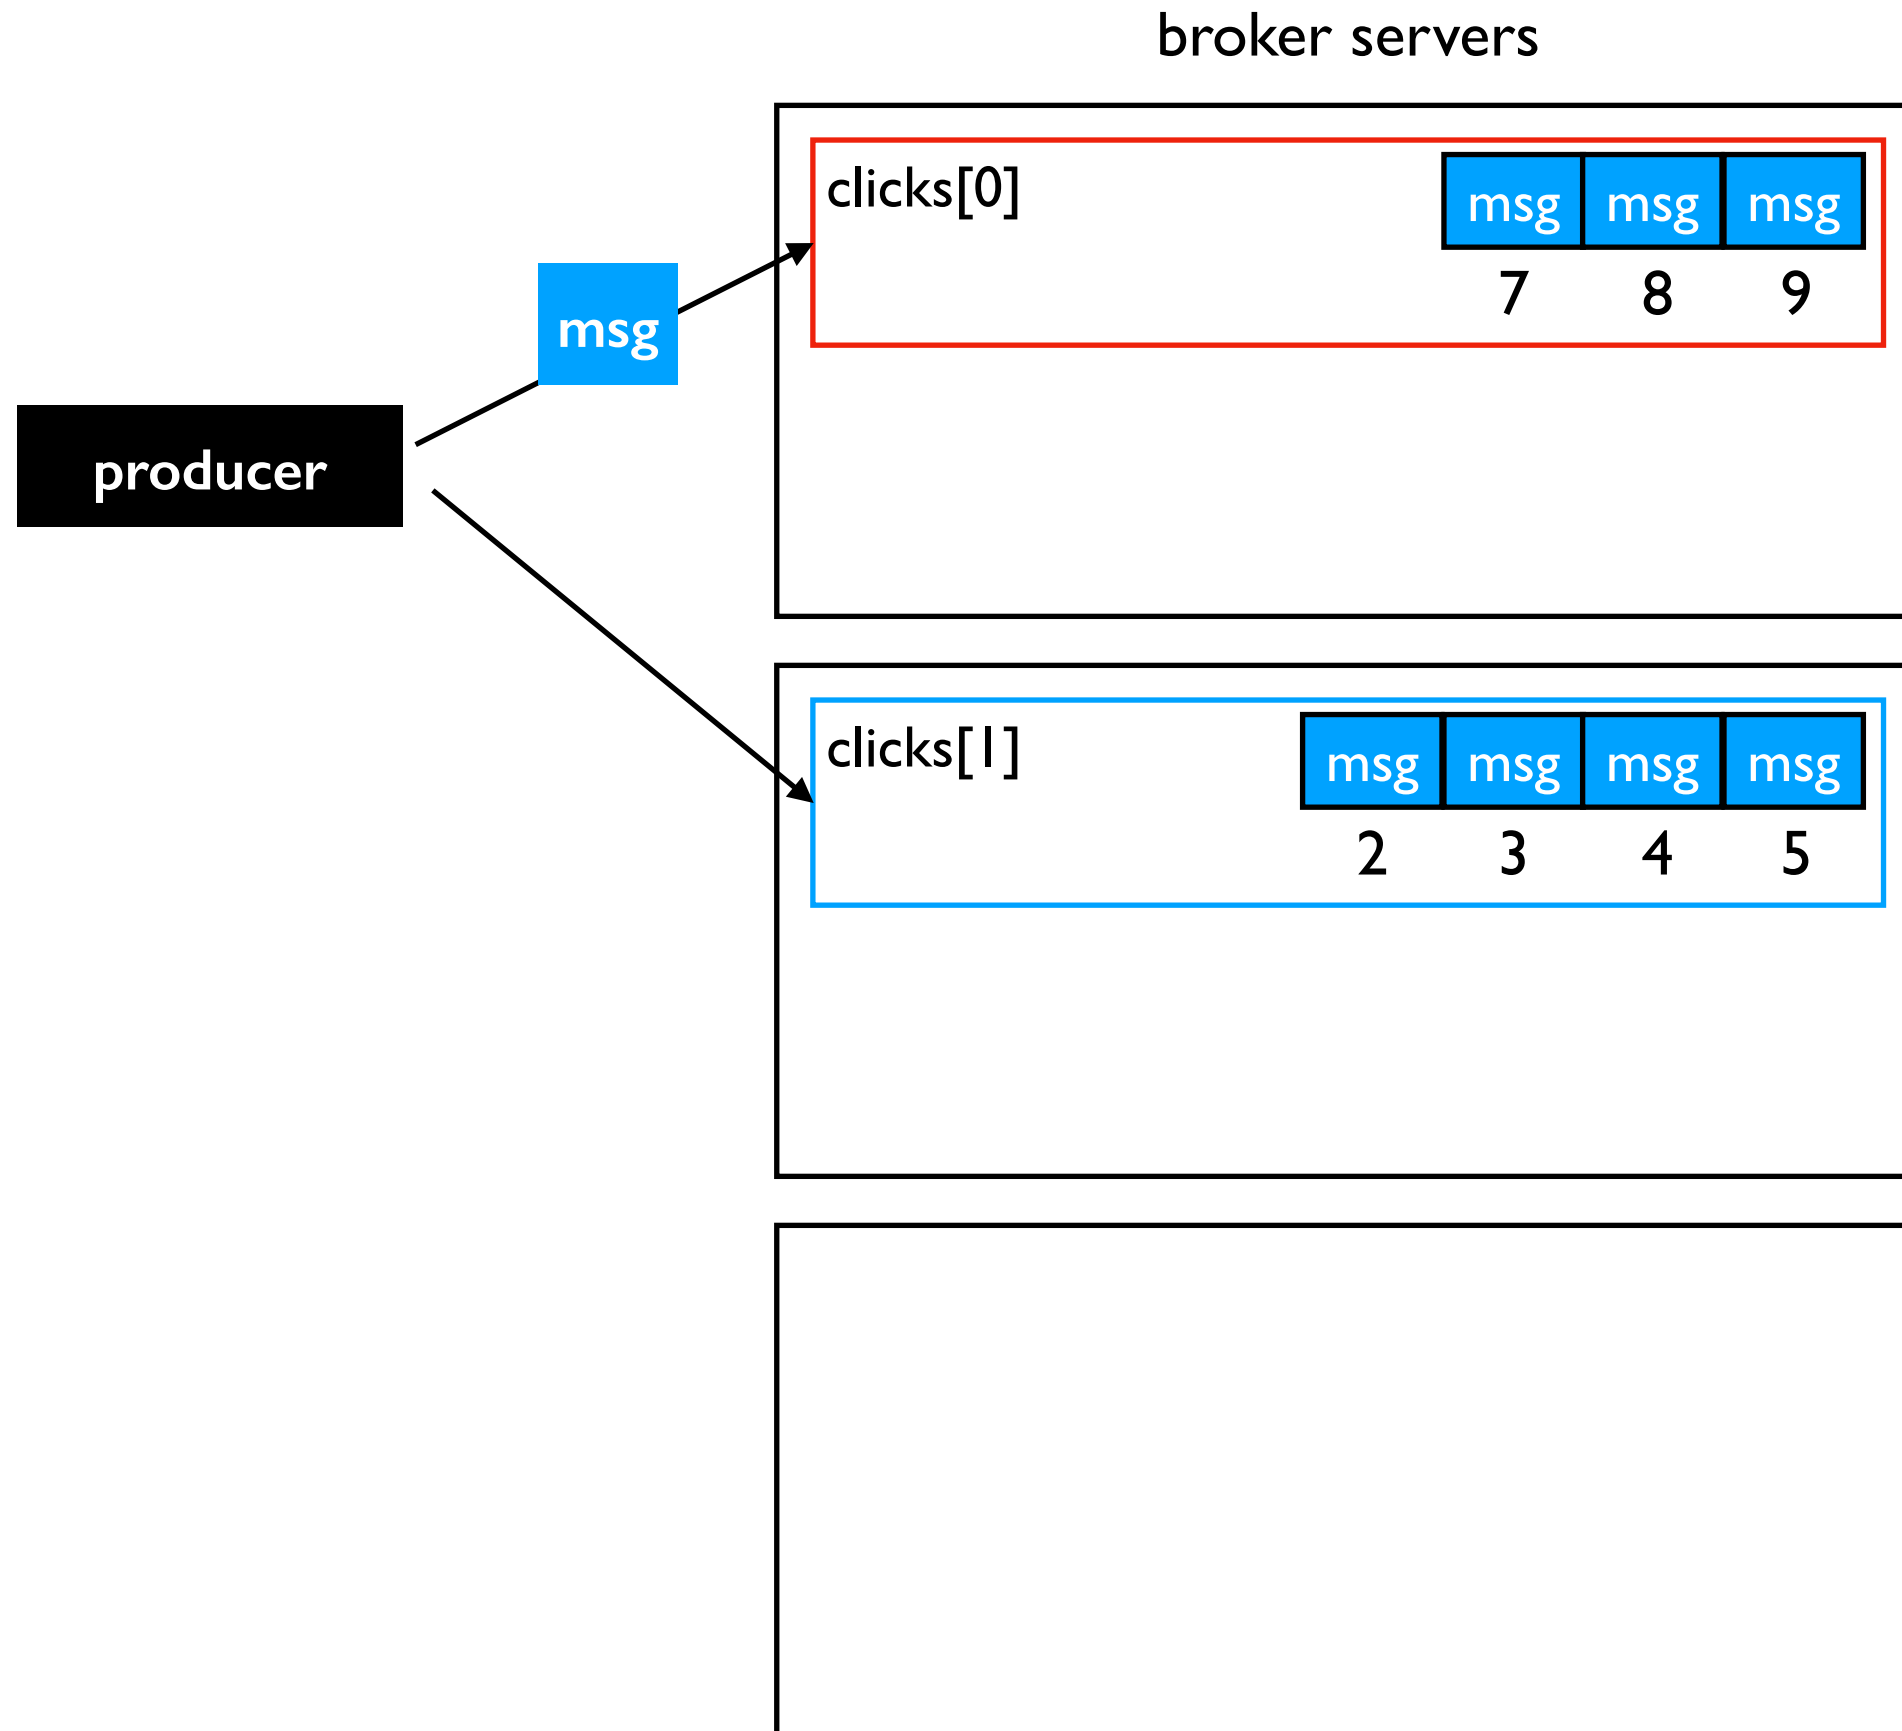 broker servers
clicks[0]
msg msg msg
7 8 9
msg
producer
clicks[1]
msg msg msg msg
2 3 4 5